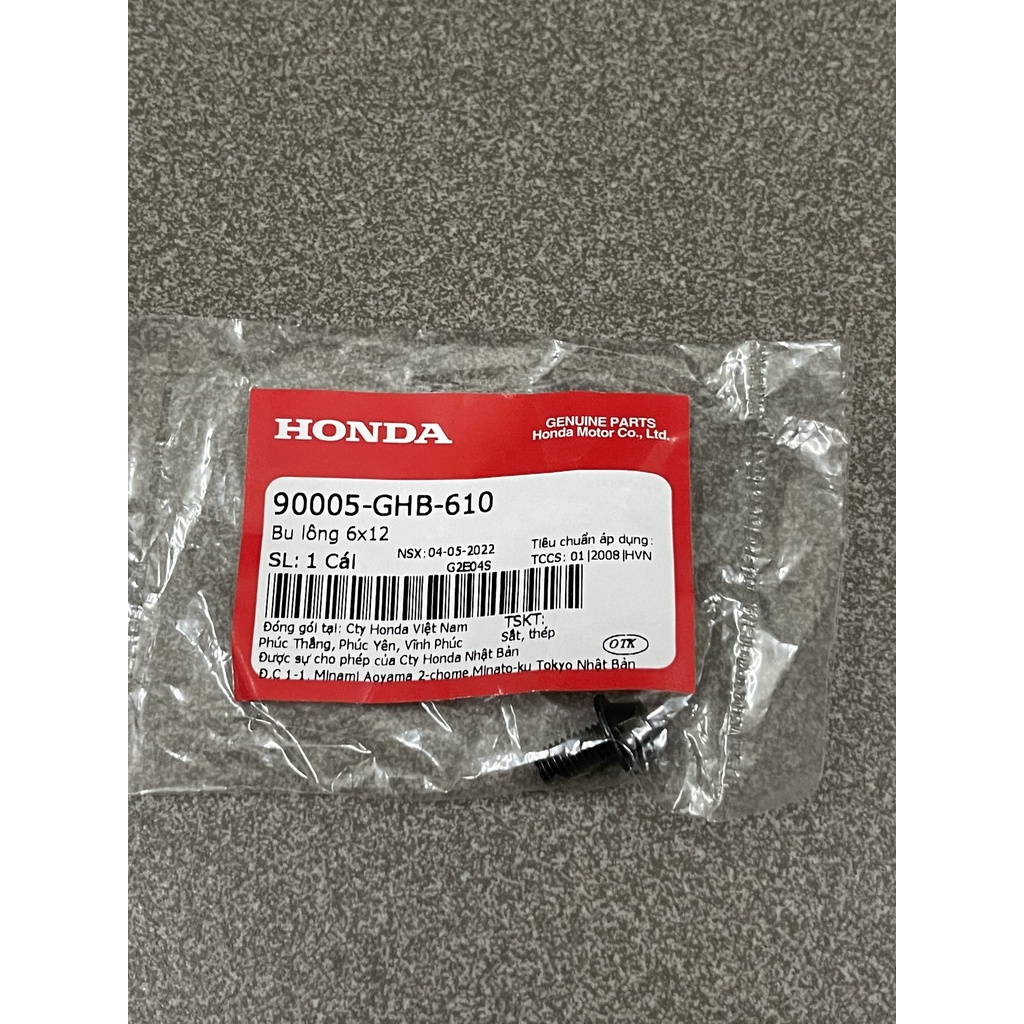 HONDA
GENUINE PARTS
Honda Motor Co., Ltd.
90005-GHB-610
Bu lông 6x12
SL: 1 Cái
NSX: 04-05-2022
G2E04S
Tiêu chuẩn áp dụng:
TCCS: 01|2008|HVN
Đóng gói tại: Cty Honda Việt Nam
Phúc Thắng, Phúc Yên, Vĩnh Phúc
Được sự cho phép của Cty Honda Nhật Bản
Đ.C 1-1, Minami Aoyama 2-chome, Minato-ku Tokyo Nhật Bản
TSKT:
Sắt, thép
OTK